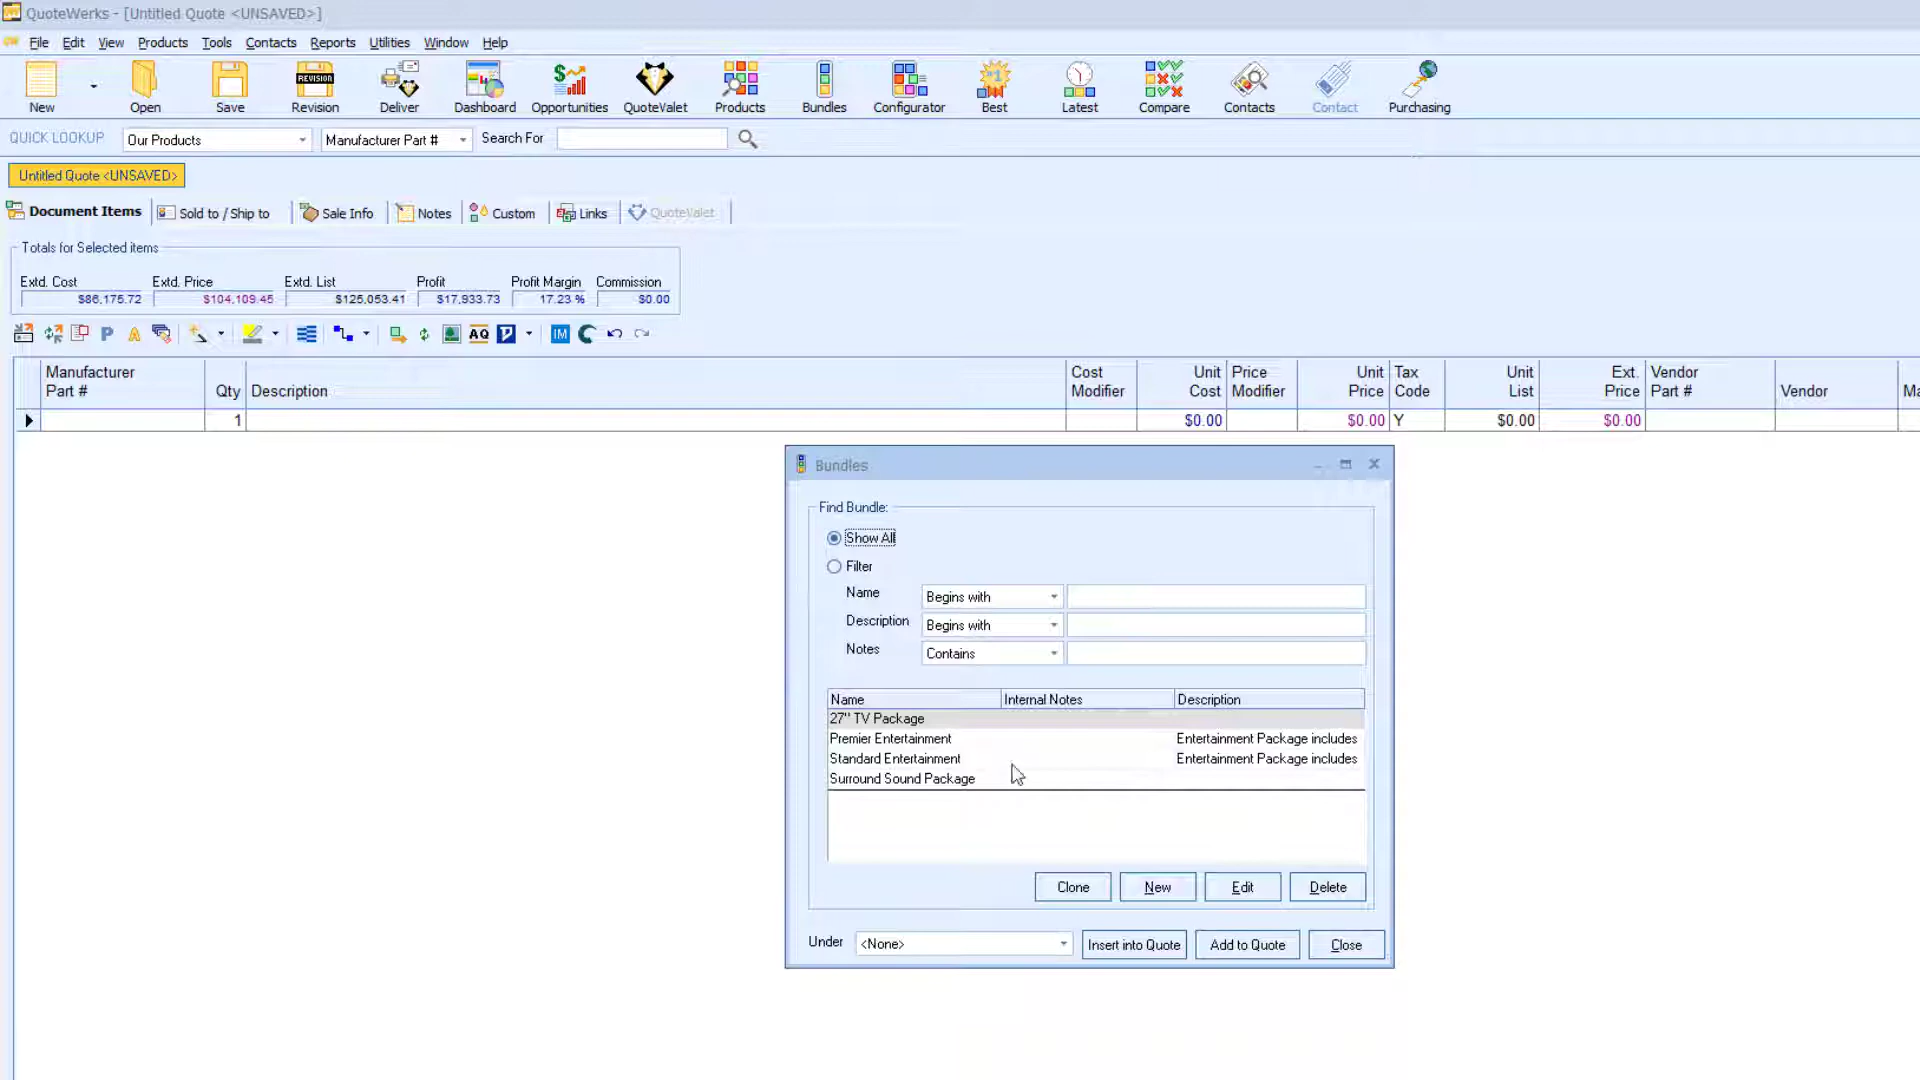 QuoteWerks - [Untitled Quote <UNSAVED>]
File Edit View Products Tools Contacts Reports Utilities Window Help
REVISION #1
New Open Save Revision Deliver Dashboard Opportunities QuoteValet Products Bundles Configurator Best Latest Compare Contacts Contact Purchasing
QUICK LOOKUP Our Products Manufacturer Part # Search For
Untitled Quote <UNSAVED>
Document Items Sold to / Ship to Sale Info Notes Custom Links QuoteValet
Totals for Selected items
Extd. Cost Extd. Price Extd. List Profit Profit Margin Commission
$86,175.72 $104,109.45 $125,053.41 $17,933.73 17.23 % $0.00
P A AQ IM
Manufacturer Cost Unit Price Unit Tax Unit Ext. Vendor
Part # Qty Description Modifier Cost Modifier Price Code List Price Part # Vendor Ma
1 $0.00 $0.00 Y $0.00 $0.00
Bundles
Find Bundle:
Show All
Filter
Name Begins with
Description Begins with
Notes Contains
Name Internal Notes Description
27" TV Package
Premier Entertainment Entertainment Package includes
Standard Entertainment Entertainment Package includes
Surround Sound Package
Clone New Edit Delete
Under <None> Insert into Quote Add to Quote Close